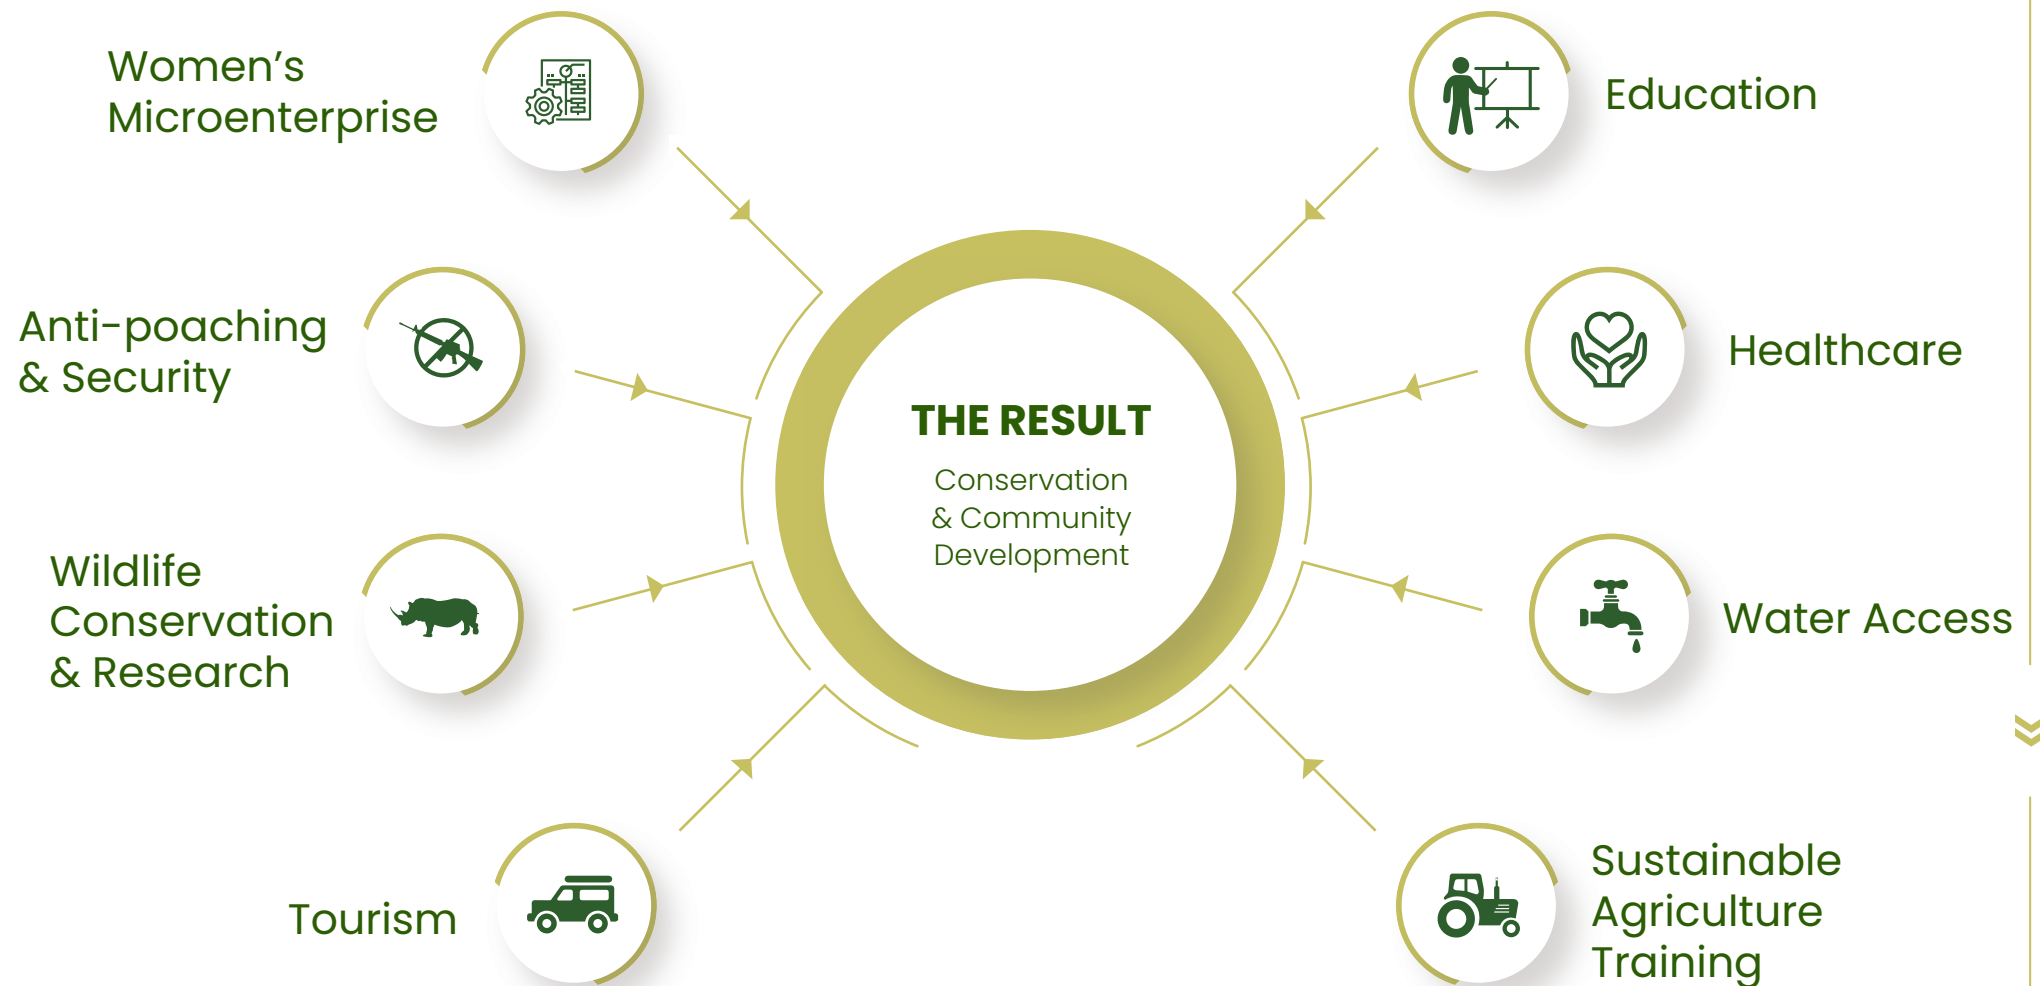 Women’s
Microenterprise
Education
Anti-poaching
& Security
Healthcare
THE RESULT
Conservation
& Community
Development
Wildlife
Conservation
& Research
Water Access
Tourism
Sustainable
Agriculture
Training